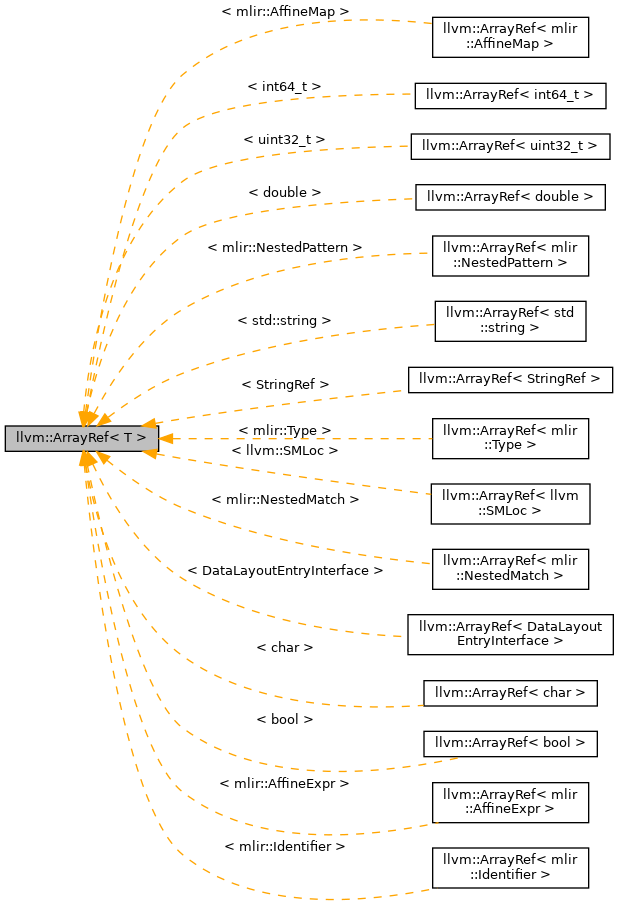 < mlir::AffineMap >
llvm::ArrayRef< mlir
::AffineMap >
< int64_t >
llvm::ArrayRef< int64_t >
< uint32_t >
llvm::ArrayRef< uint32_t >
< double >
llvm::ArrayRef< double >
< mlir::NestedPattern >
llvm::ArrayRef< mlir
::NestedPattern >
< std::string >
llvm::ArrayRef< std
::string >
< StringRef >
llvm::ArrayRef< StringRef >
llvm::ArrayRef< T >
< mlir::Type >
llvm::ArrayRef< mlir
::Type >
< llvm::SMLoc >
llvm::ArrayRef< llvm
::SMLoc >
< mlir::NestedMatch >
llvm::ArrayRef< mlir
::NestedMatch >
< DataLayoutEntryInterface >
llvm::ArrayRef< DataLayout
EntryInterface >
< char >
llvm::ArrayRef< char >
< bool >
llvm::ArrayRef< bool >
< mlir::AffineExpr >
llvm::ArrayRef< mlir
::AffineExpr >
< mlir::Identifier >
llvm::ArrayRef< mlir
::Identifier >